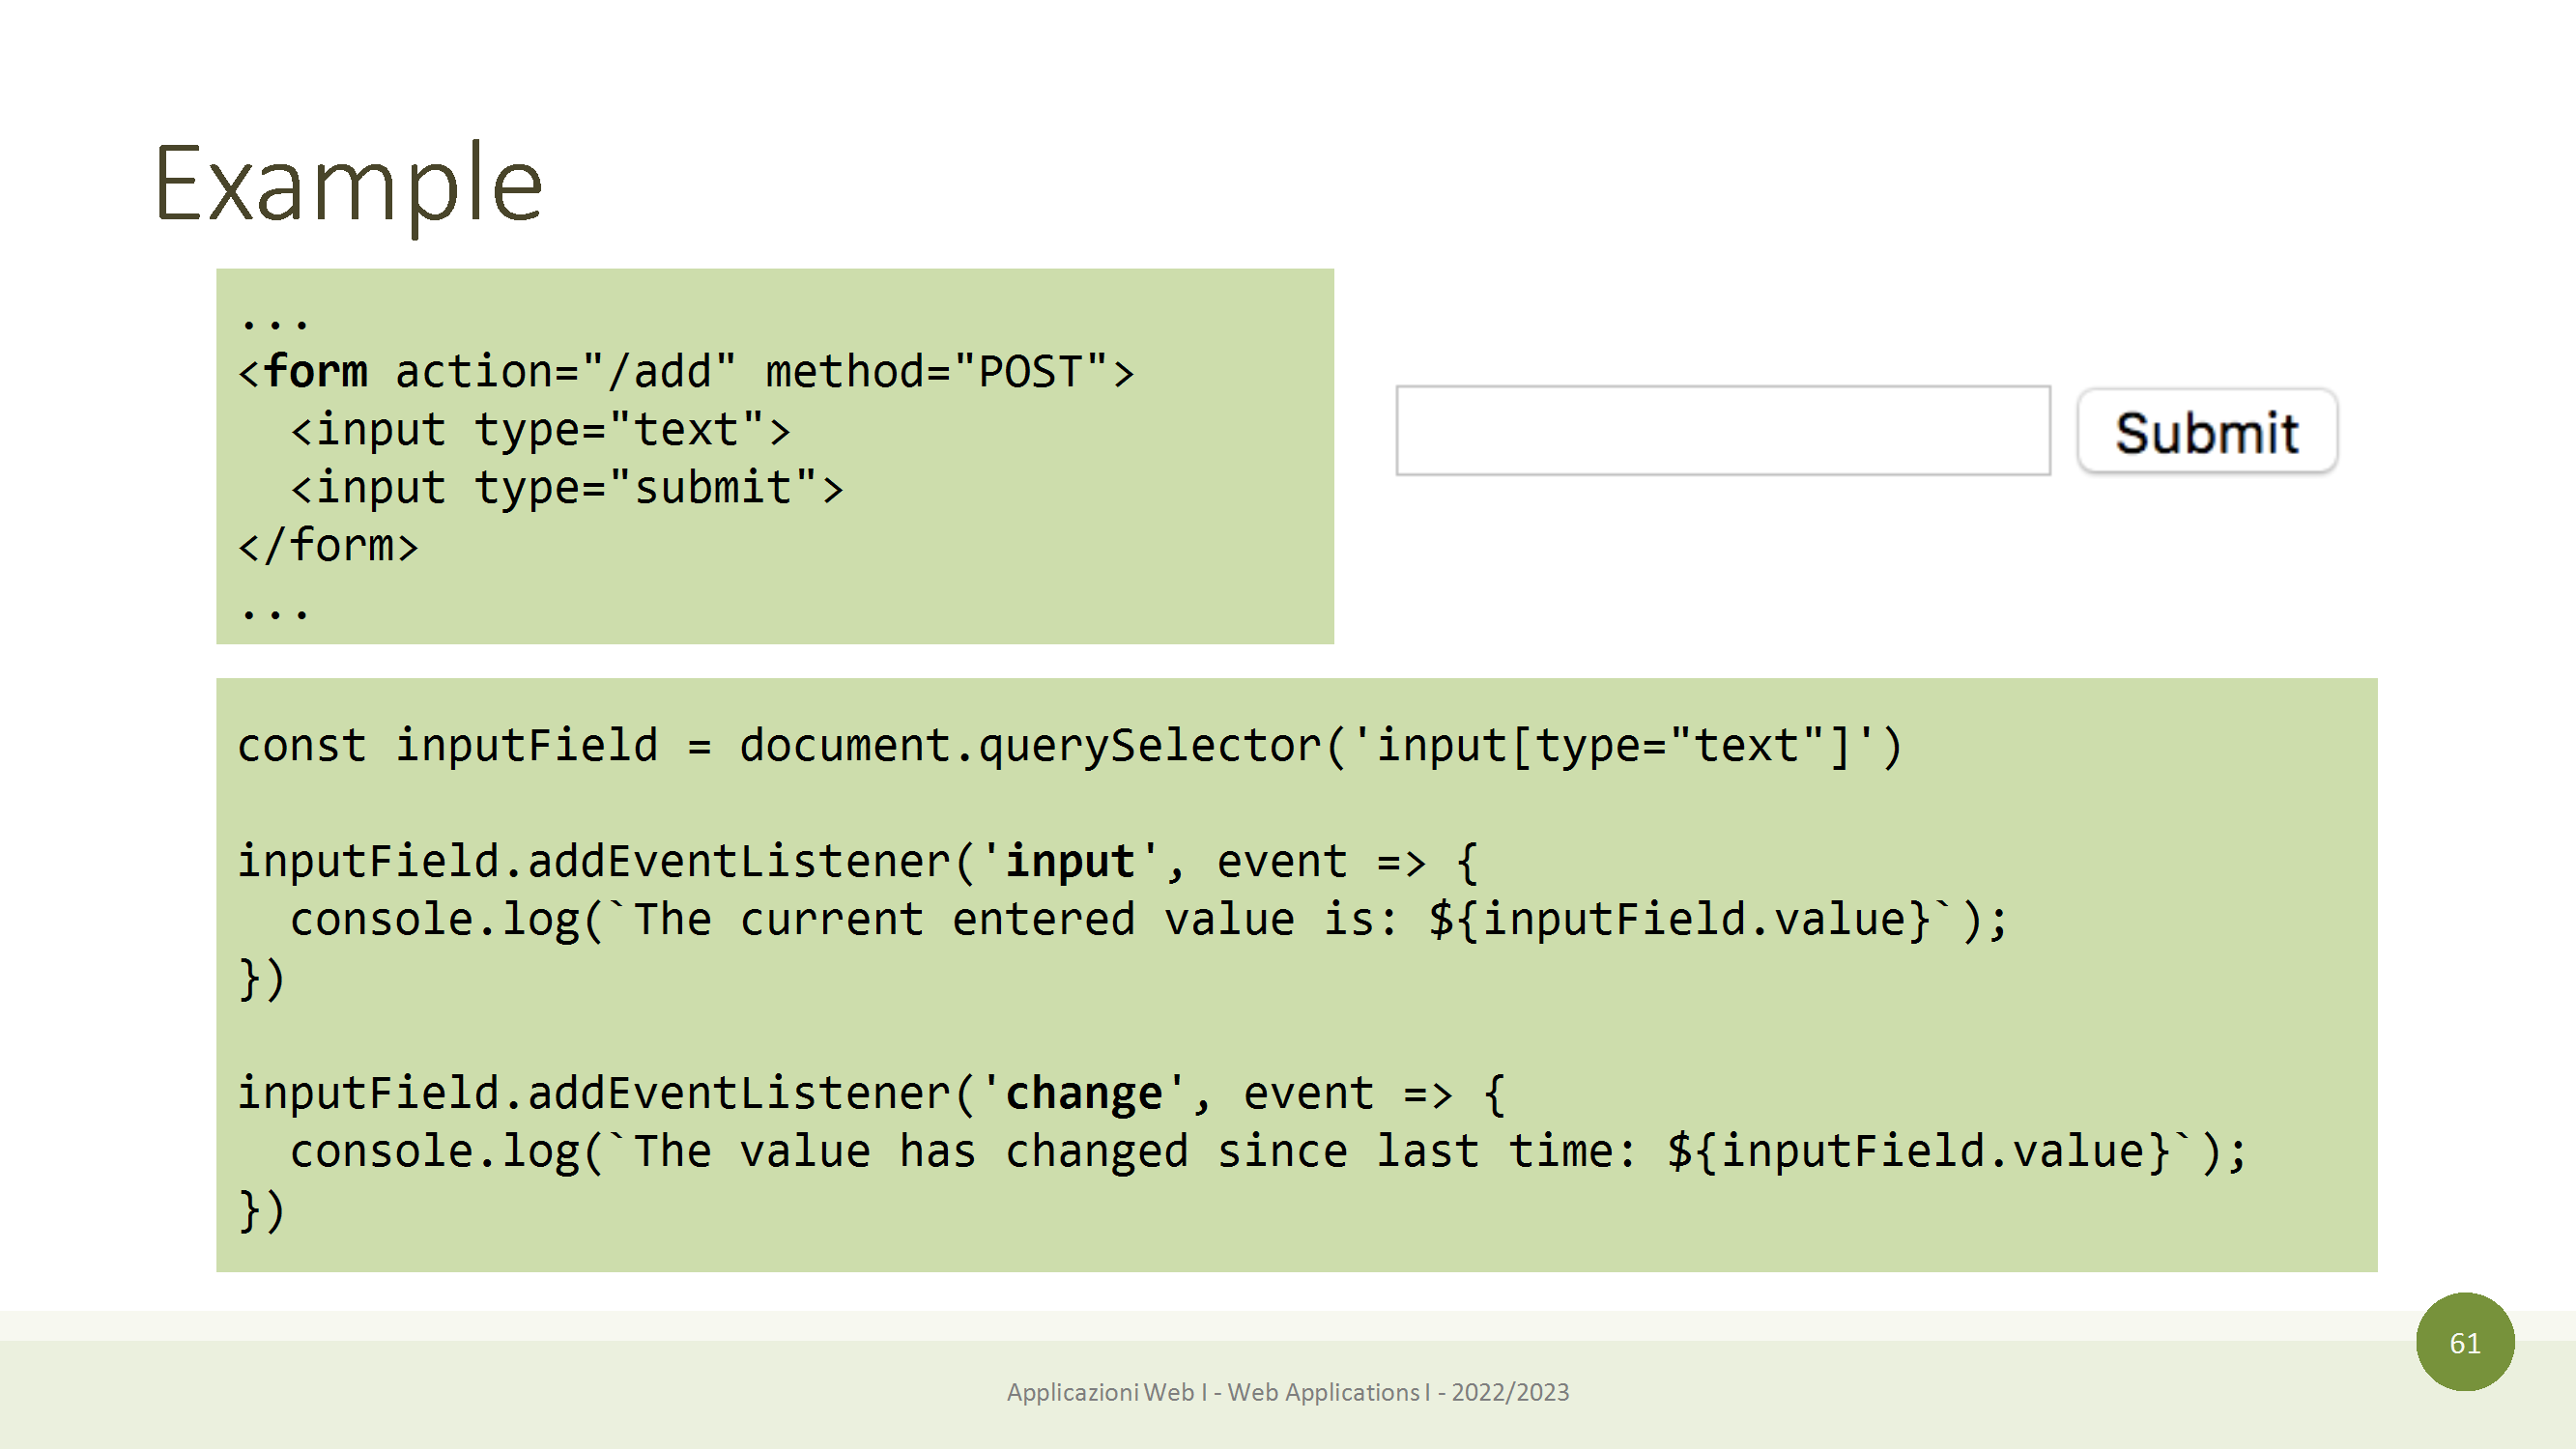 Example
...
<form action="/add" method="POST">
  <input type="text">
  <input type="submit">
</form>
...
Submit
const inputField = document.querySelector('input[type="text"]')
inputField.addEventListener('input', event => {
  console.log(`The current entered value is: ${inputField.value}`);
})
inputField.addEventListener('change', event => {
  console.log(`The value has changed since last time: ${inputField.value}`);
})
61
Applicazioni Web I - Web Applications I - 2022/2023